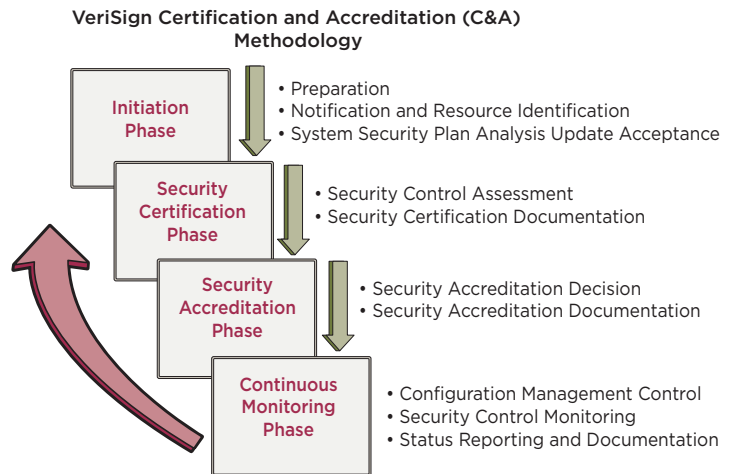 VeriSign Certification and Accreditation (C&A)
Methodology
Initiation
Phase
• Preparation
• Notification and Resource Identification
• System Security Plan Analysis Update Acceptance
Security
Certification
Phase
• Security Control Assessment
• Security Certification Documentation
Security
Accreditation
Phase
• Security Accreditation Decision
• Security Accreditation Documentation
Continuous
Monitoring
Phase
• Configuration Management Control
• Security Control Monitoring
• Status Reporting and Documentation